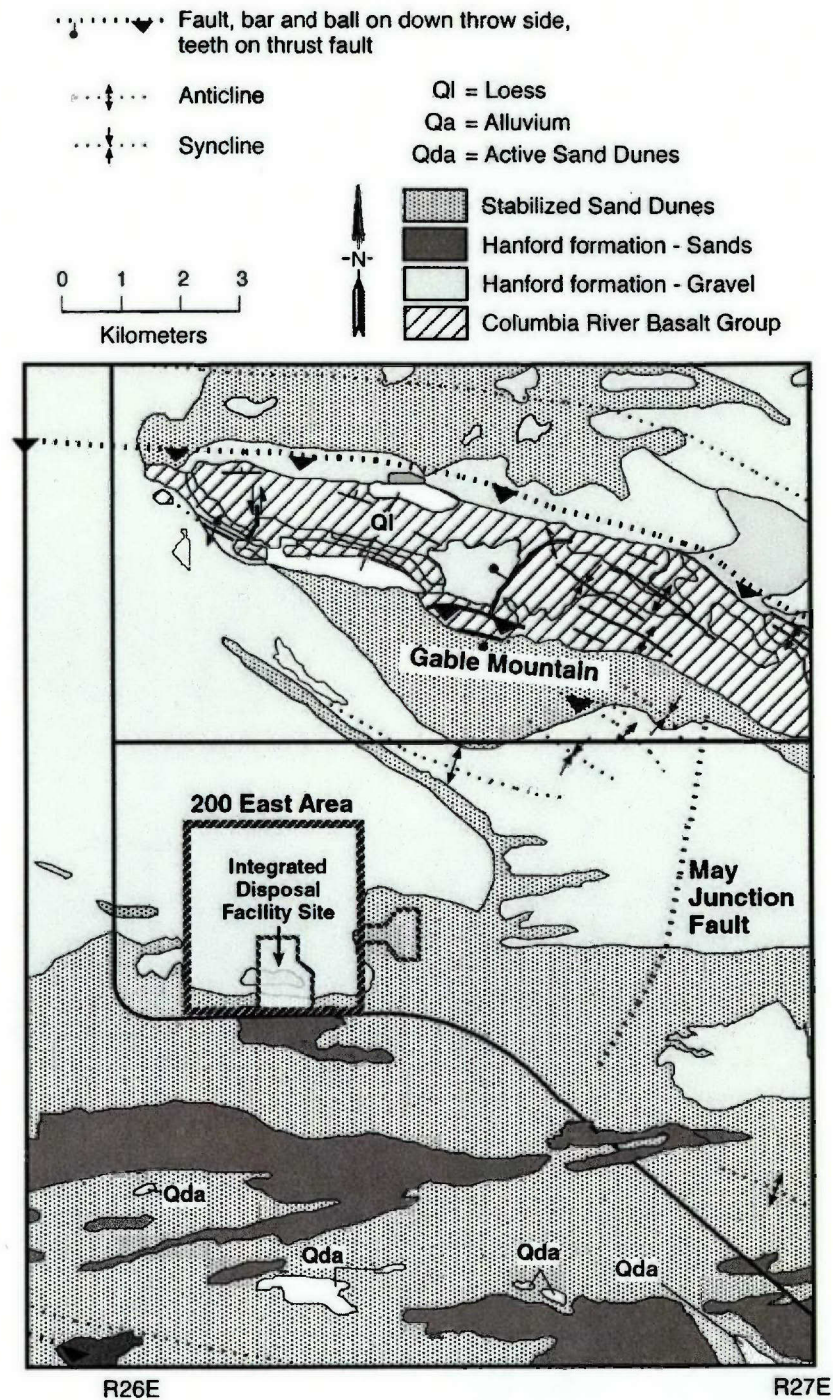 Fault, bar and ball on down throw side,
teeth on thrust fault
Anticline
Syncline
Ql = Loess
Qa = Alluvium
Qda = Active Sand Dunes
-N-
Stabilized Sand Dunes
Hanford formation - Sands
Hanford formation - Gravel
Columbia River Basalt Group
0 1 2 3
Kilometers
Ql
Gable Mountain
200 East Area
Integrated
Disposal
Facility Site
May
Junction
Fault
Qda
Qda
Qda
Qda
R26E
R27E